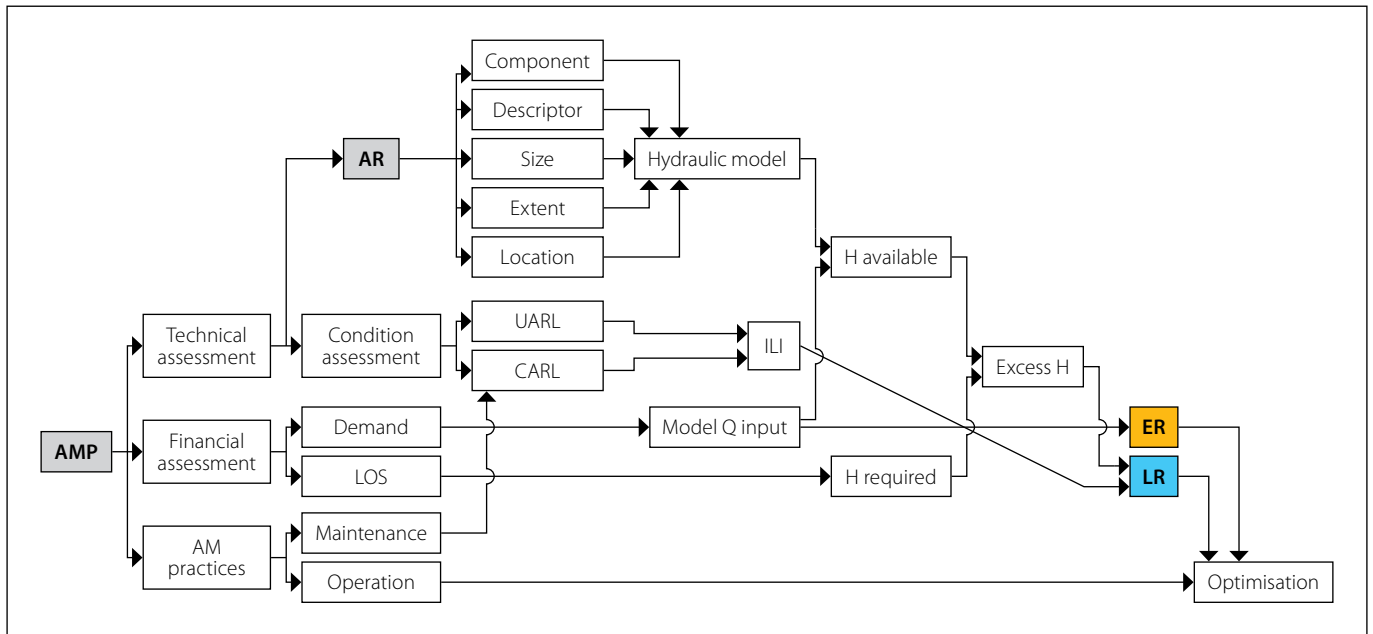 Component
Descriptor
AR
Size
Hydraulic model
Extent
Location
H available
Technical
assessment
Condition
assessment
UARL
CARL
ILI
Excess H
AMP
Financial
assessment
Demand
LOS
Model Q input
H required
ER
LR
AM
practices
Maintenance
Operation
Optimisation